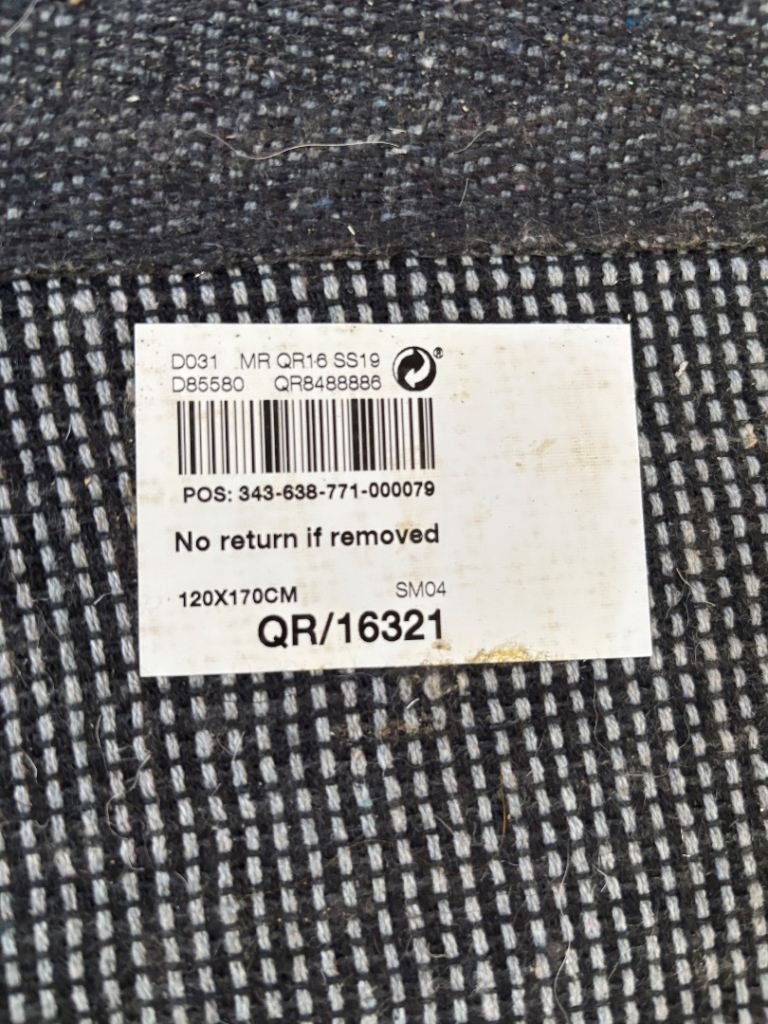 D031 MR QR16 SS19
D85580 QR8488886
POS: 343-638-771-000079
No return if removed
120X170CM SM04
QR/16321